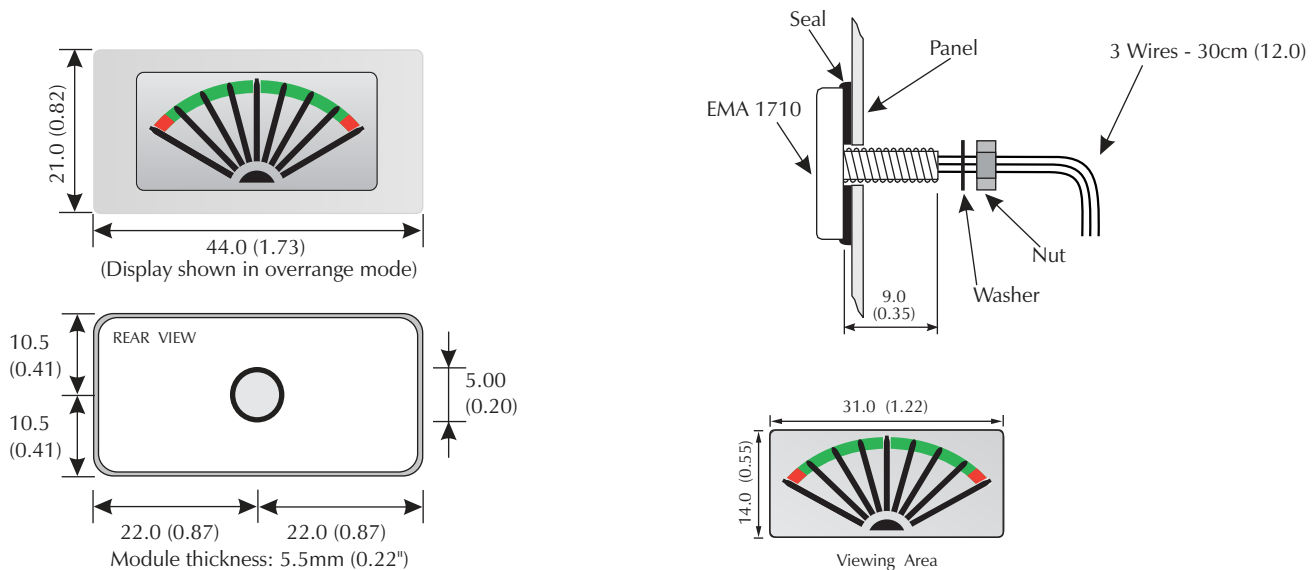 21.0 (0.82)
44.0 (1.73)
(Display shown in overrange mode)
REAR VIEW
10.5
(0.41)
10.5
(0.41)
5.00
(0.20)
22.0 (0.87)
22.0 (0.87)
Module thickness: 5.5mm (0.22")
Seal
Panel
3 Wires - 30cm (12.0)
EMA 1710
Nut
Washer
9.0
(0.35)
31.0 (1.22)
14.0 (0.55)
Viewing Area